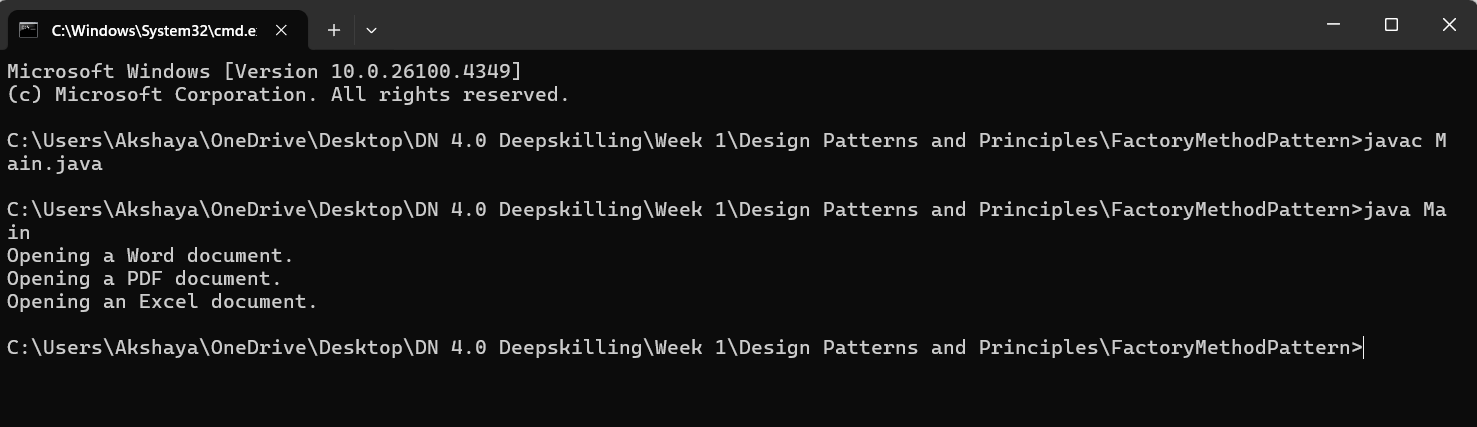 C:\Windows\System32\cmd.e
Microsoft Windows [Version 10.0.26100.4349]
(c) Microsoft Corporation. All rights reserved.
C:\Users\Akshaya\OneDrive\Desktop\DN 4.0 Deepskilling\Week 1\Design Patterns and Principles\FactoryMethodPattern>javac M
ain.java
C:\Users\Akshaya\OneDrive\Desktop\DN 4.0 Deepskilling\Week 1\Design Patterns and Principles\FactoryMethodPattern>java Ma
in
Opening a Word document.
Opening a PDF document.
Opening an Excel document.
C:\Users\Akshaya\OneDrive\Desktop\DN 4.0 Deepskilling\Week 1\Design Patterns and Principles\FactoryMethodPattern>